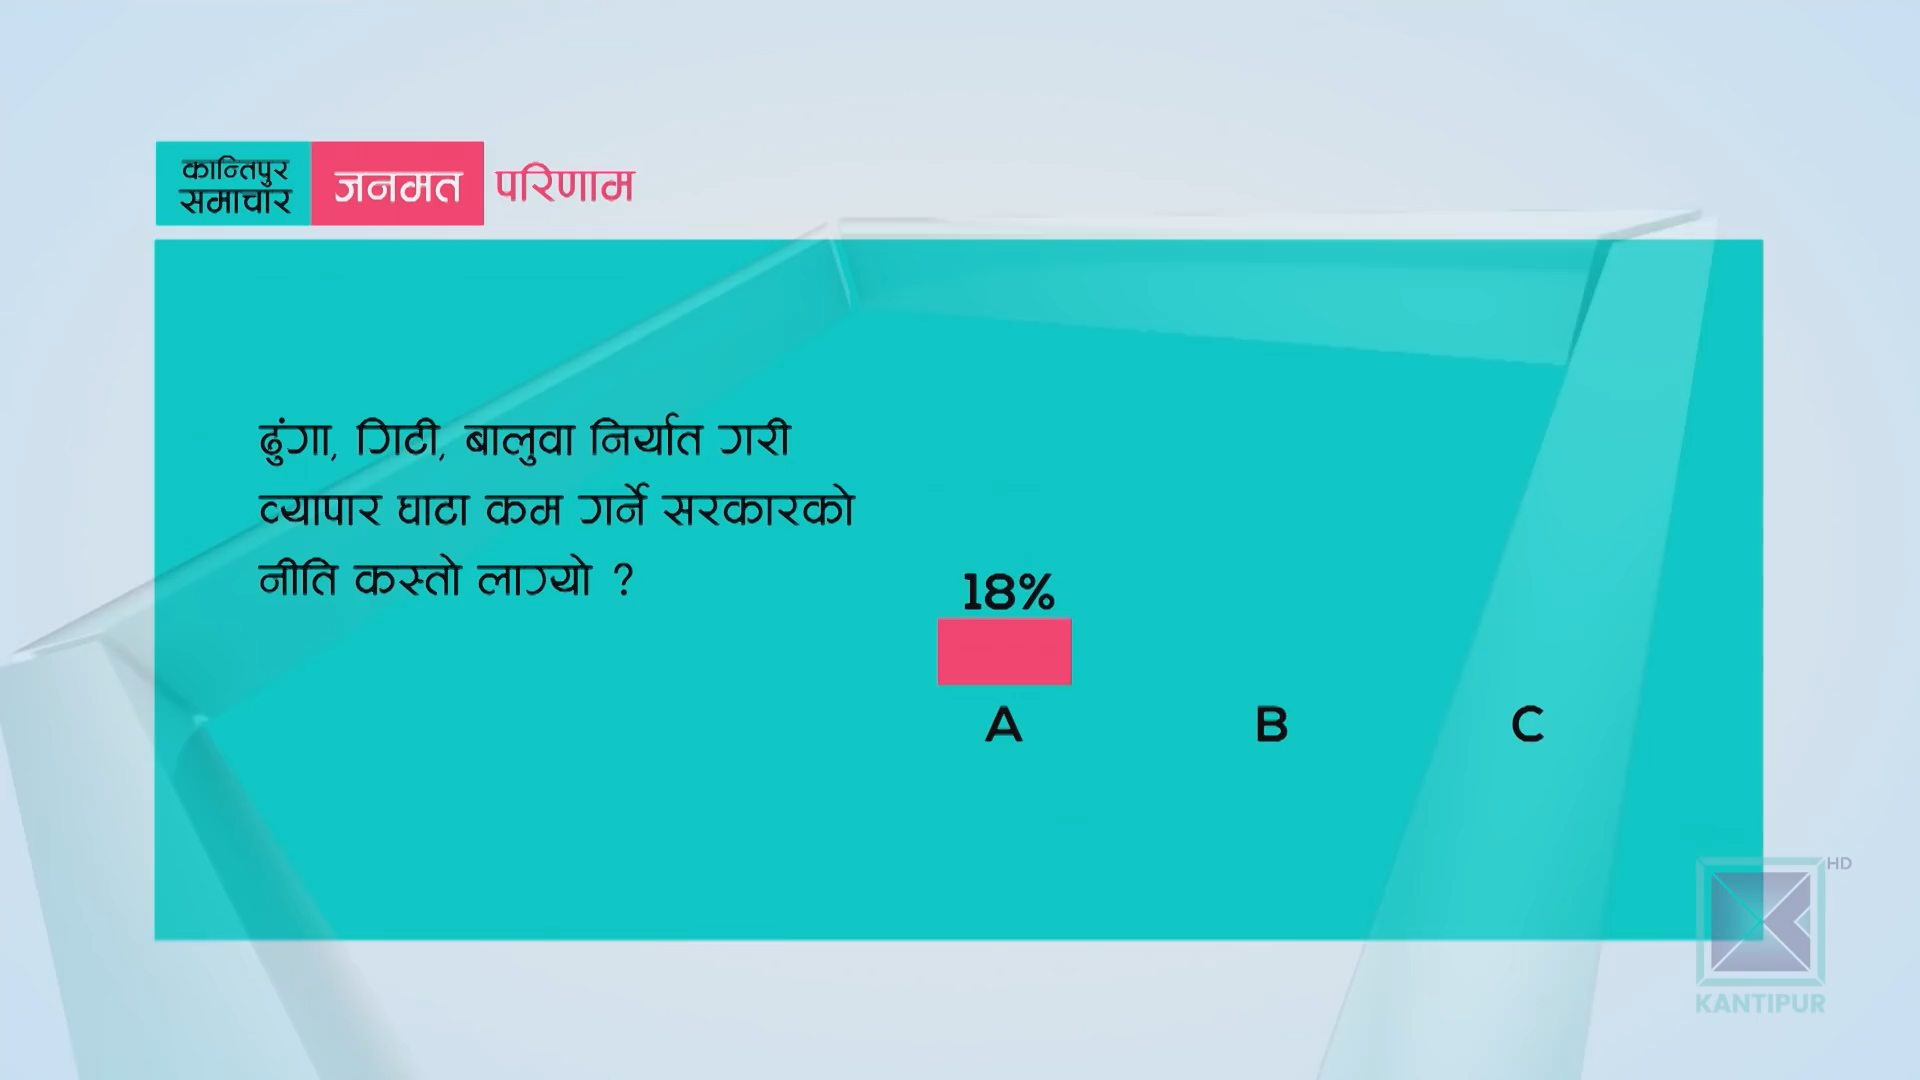 कान्तिपुर
समाचार
जनमत परिणाम
ढुंगा, गिटी, बालुवा निर्यात गरी
व्यापार घाटा कम गर्ने सरकारको
नीति कस्तो लाग्यो ?
18%
A B C
HD
KANTIPUR